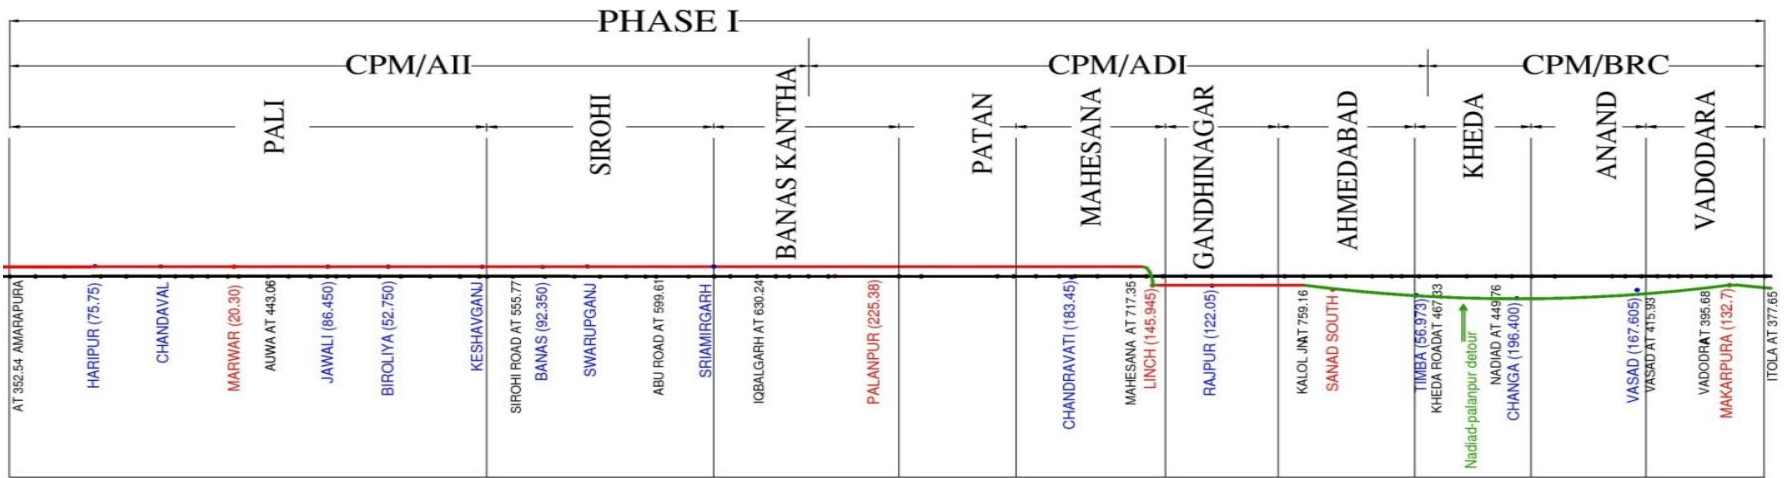 PHASE I
CPM/AII
CPM/ADI
CPM/BRC
PALI
SIROHI
BANAS KANTHA
PATAN
MAHESANA
GANDHINAGAR
AHMEDABAD
KHEDA
ANAND
VADODARA
AT 352.54 AMARAPURA
HARIPUR (75.75)
CHANDAVAL
MARWAR (20.30)
AUWA AT 443.06
JAWALI (86.450)
BIROLIYA (52.750)
KESHAVGANJ
SIROHI ROAD AT 555.77
BANAS (92.350)
SWARUPGANJ
ABU ROAD AT 599.61
SRIAMIRGARH
IQBALGARH AT 630.24
PALANPUR (225.38)
CHANDRAVATI (183.45)
MAHESANA AT 717.35
LINCH (145.945)
RAJPUR (122.05)
KALOL JN AT 759.16
SANAD SOUTH
TIMBA (56.973)
KHEDA ROADAT 467.33
Nadiad-palanpur detour
NADIAD AT 449.76
CHANGA (196.400)
VASAD (167.605)
VASAD AT 415.93
VADODRA AT 395.68
MAKARPURA (132.7)
ITOLA AT 377.65